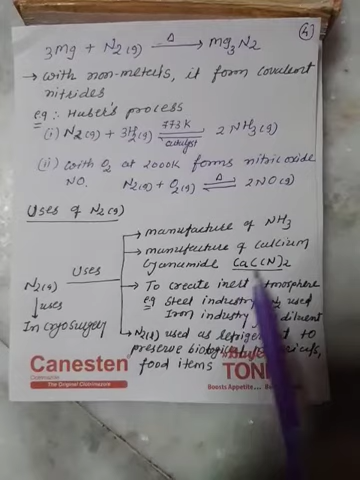 4
3Mg + N2(g) —Δ→ Mg3N2
→ with non-metals, it form covalent
nitrides
eg:- Haber's process
(i) N2(g) + 3H2(g) ⇌ 773K catalyst 2NH3(g)
(ii) with O2 at 2000K forms nitric oxide
NO. N2(g) + O2(g) ⇌Δ 2NO(g)
Uses of N2(g)
→ manufacture of NH3
→ manufacture of calcium
cyanamide Ca(CN)2
N2(g) Uses
→ To create inert atmosphere
↓ uses
eg Steel industry used
In cryosurgery
Iron industry diluent
→ N2(l) used as refrigerant to
preserve biological
food items
Canesten
Clotrimazole
The Original Clotrimazole
TON
Boosts Appetite...